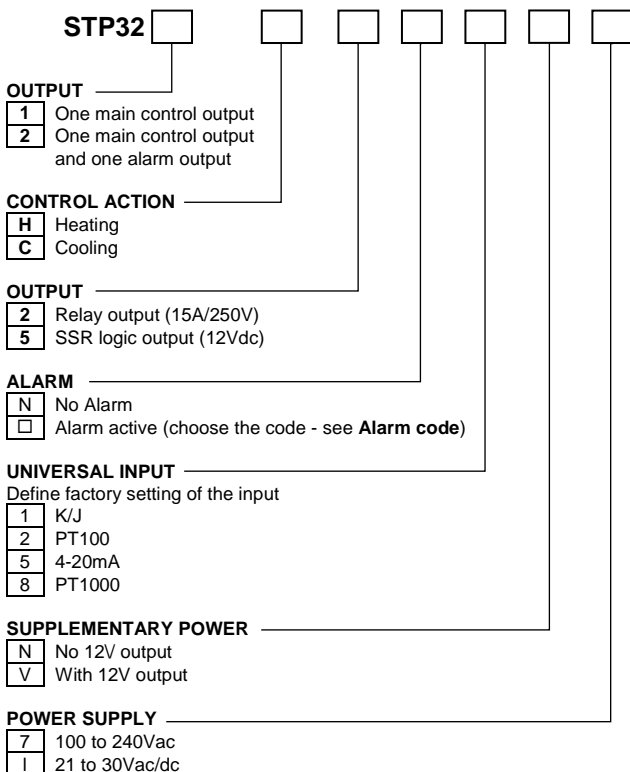 STP32
OUTPUT
1 One main control output
2 One main control output
and one alarm output
CONTROL ACTION
H Heating
C Cooling
OUTPUT
2 Relay output (15A/250V)
5 SSR logic output (12Vdc)
ALARM
N No Alarm
□ Alarm active (choose the code - see Alarm code)
UNIVERSAL INPUT
Define factory setting of the input
1 K/J
2 PT100
5 4-20mA
8 PT1000
SUPPLEMENTARY POWER
N No 12V output
V With 12V output
POWER SUPPLY
7 100 to 240Vac
I 21 to 30Vac/dc